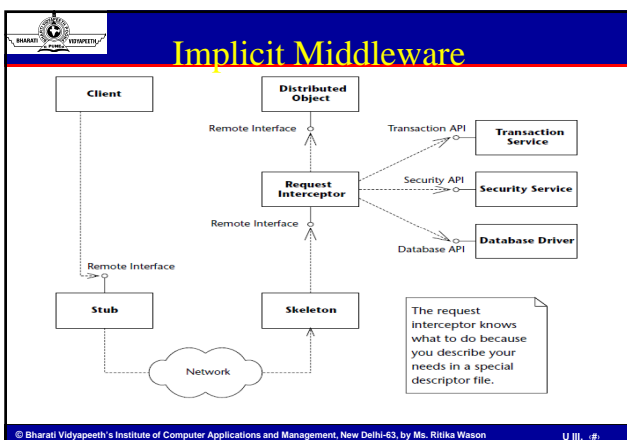 BHARATI
VIDYAPEETH
PUNE
Implicit Middleware
Client
Distributed
Object
Remote Interface
Transaction API
Transaction
Service
Request
Interceptor
Security API
Security Service
Remote Interface
Database API
Database Driver
Remote Interface
Stub
Skeleton
Network
The request
interceptor knows
what to do because
you describe your
needs in a special
descriptor file.
© Bharati Vidyapeeth's Institute of Computer Applications and Management, New Delhi-63, by Ms. Ritika Wason
U III. ‹#›